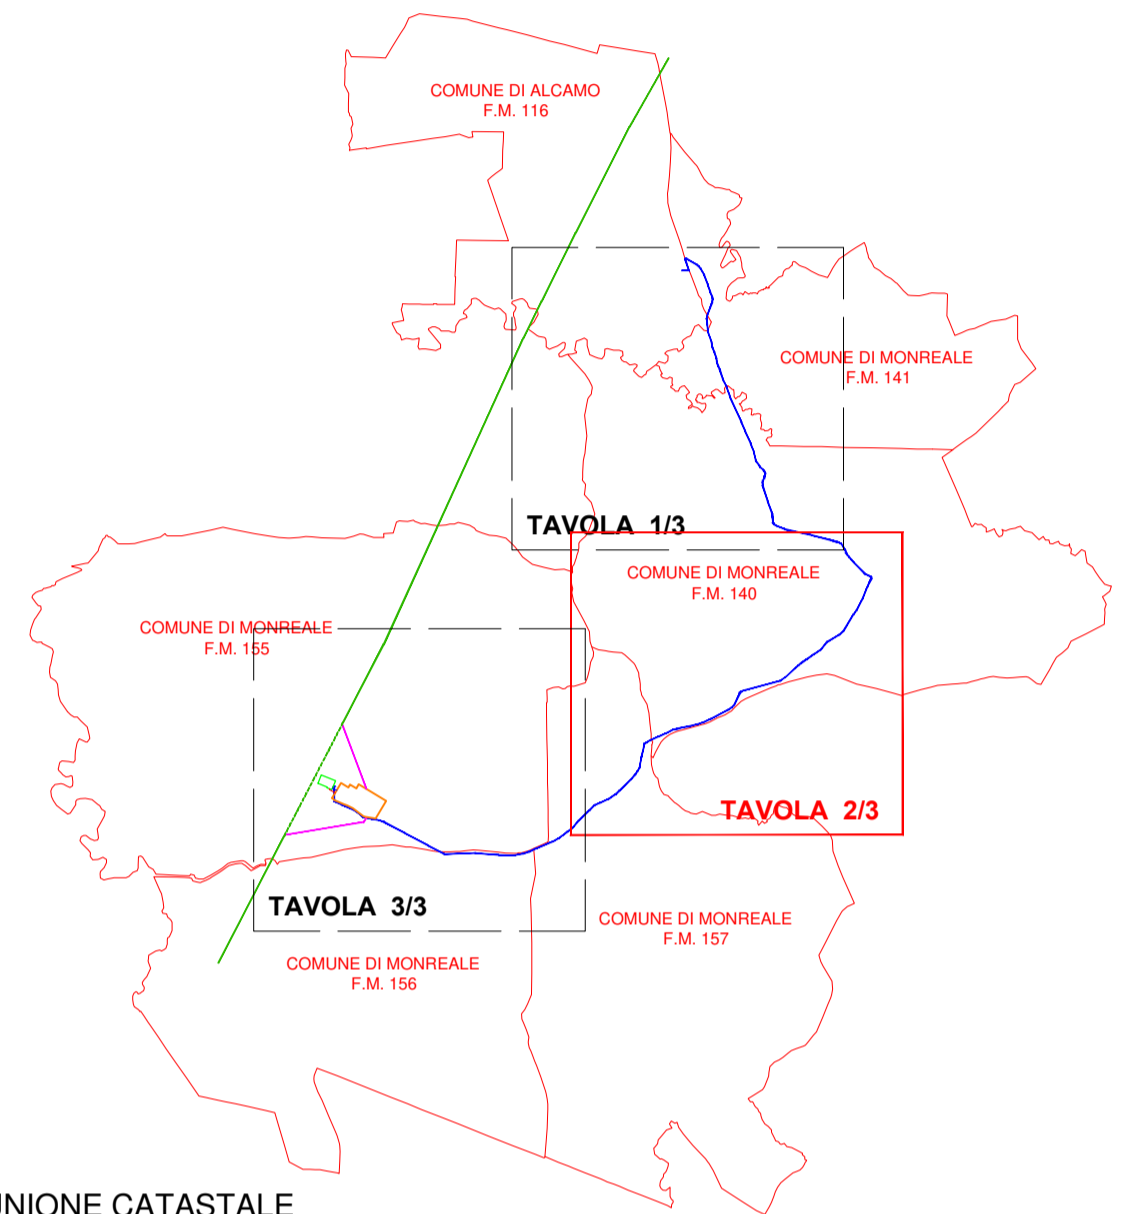 COMUNE DI ALCAMO
F.M. 116
COMUNE DI MONREALE
F.M. 141
TAVOLA 1/3
COMUNE DI MONREALE
F.M. 140
COMUNE DI MONREALE
F.M. 155
TAVOLA 2/3
TAVOLA 3/3
COMUNE DI MONREALE
F.M. 157
COMUNE DI MONREALE
F.M. 156
UNIONE CATASTALE